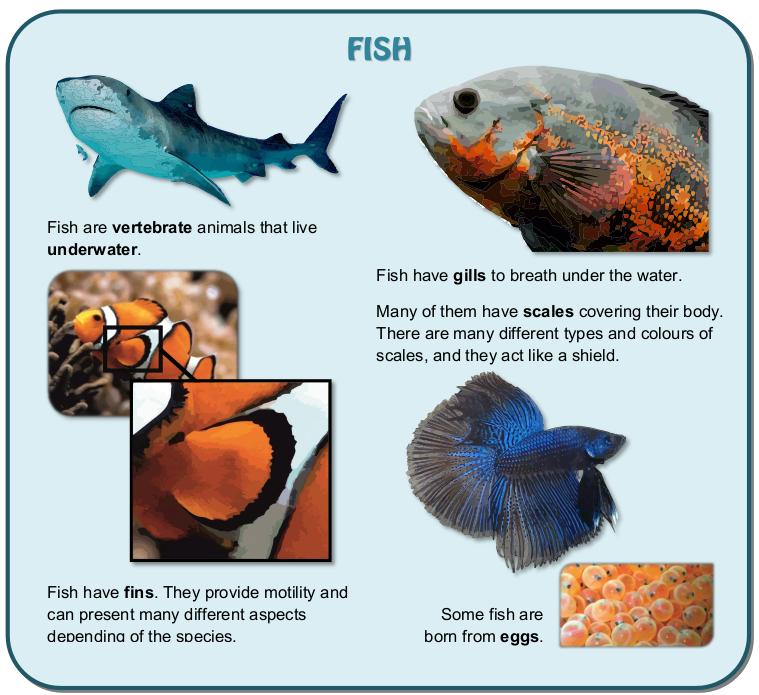 FISH
Fish are vertebrate animals that live
underwater.
Fish have gills to breath under the water.
Many of them have scales covering their body.
There are many different types and colours of
scales, and they act like a shield.
Fish have fins. They provide motility and
can present many different aspects
depending of the species.
Some fish are
born from eggs.